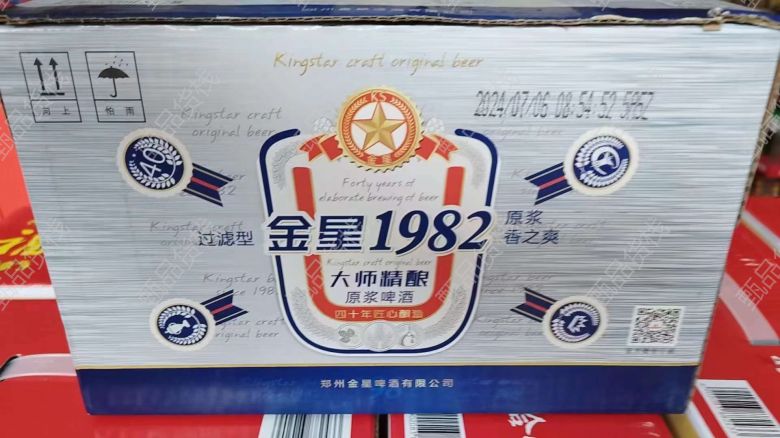 Kingstar craft original beer
向上
怕雨
2024/07/06 08:54:52
Kingstar craft
original beer
KS
金星
40
Forty years of
elaborate brewing of beer
过滤型
金星1982
原浆
香之爽
Kingstar craft original beer
大师精酿
原浆啤酒
四十年匠心酿造
郑州金星啤酒有限公司